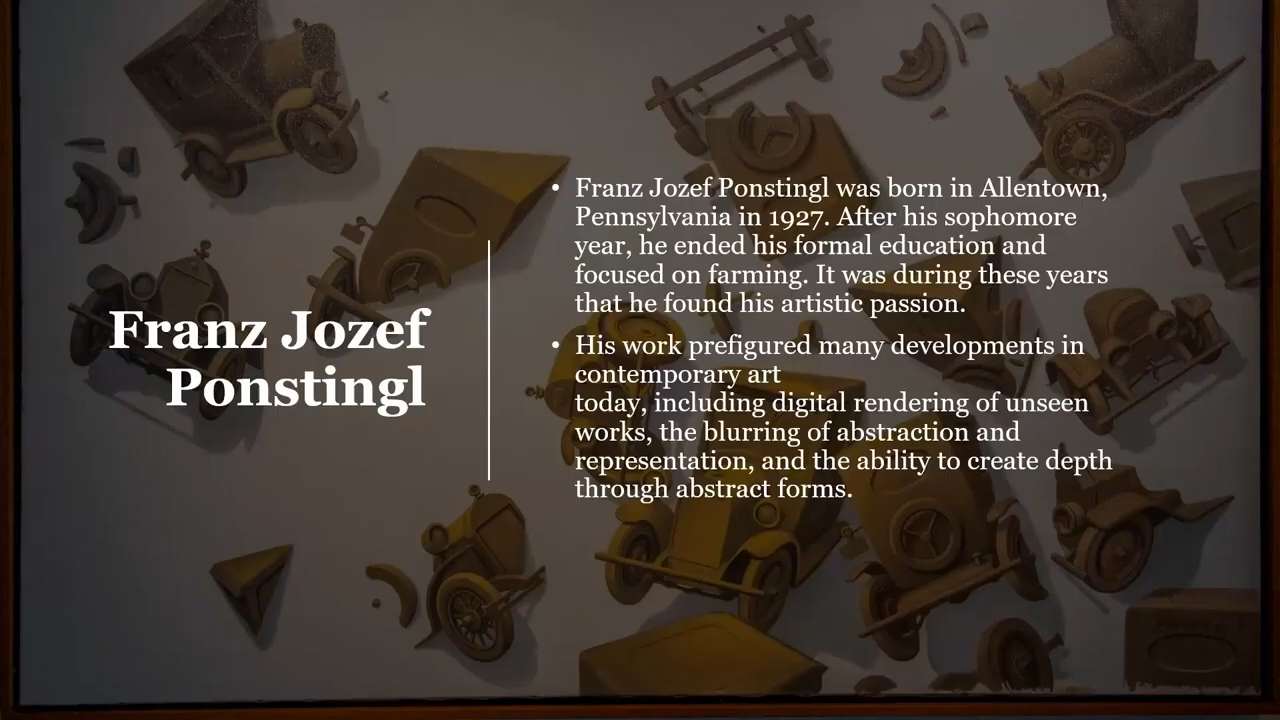 Franz Jozef
Ponstingl
• Franz Jozef Ponstingl was born in Allentown,
Pennsylvania in 1927. After his sophomore
year, he ended his formal education and
focused on farming. It was during these years
that he found his artistic passion.
• His work prefigured many developments in
contemporary art
today, including digital rendering of unseen
works, the blurring of abstraction and
representation, and the ability to create depth
through abstract forms.